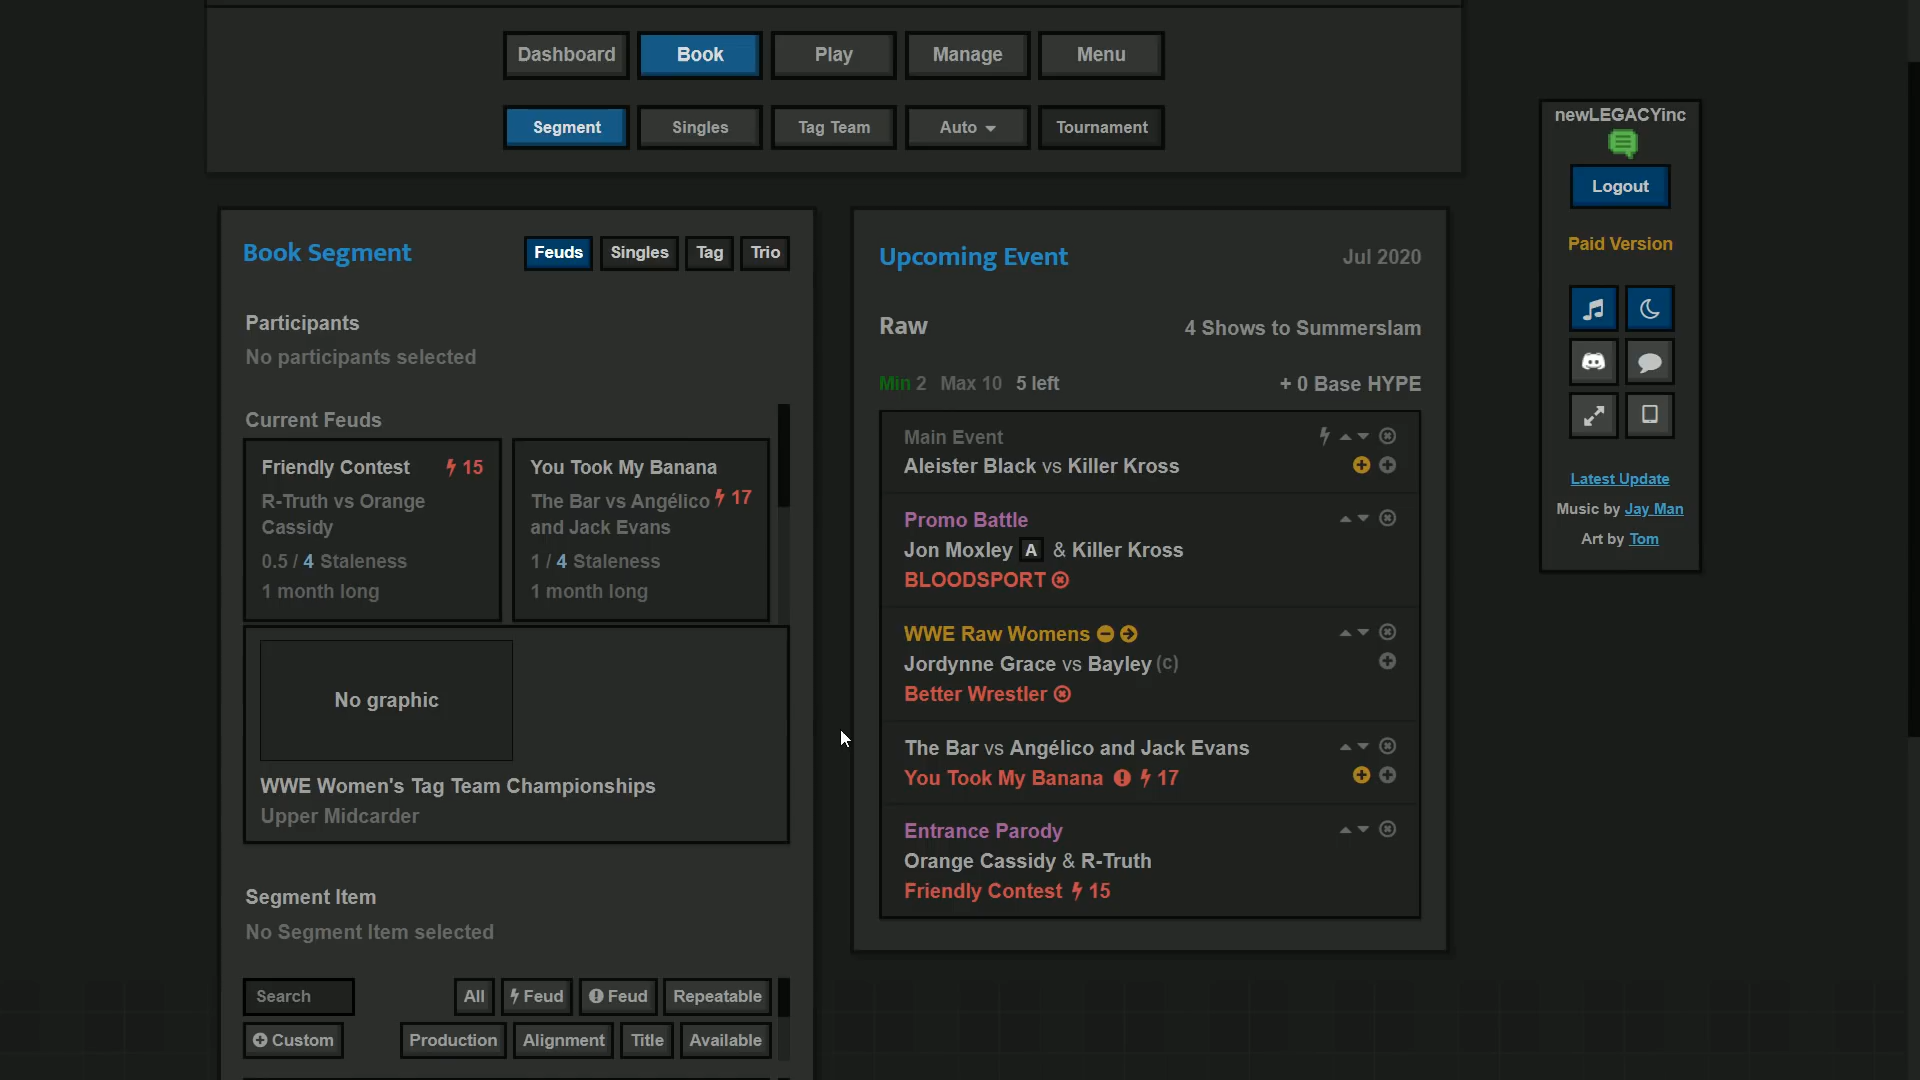 Dashboard Book Play Manage Menu
Segment Singles Tag Team Auto Tournament
newLEGACYinc
Logout
Paid Version
Latest Update
Music by Jay Man
Art by Tom
Book Segment Feuds Singles Tag Trio
Participants
No participants selected
Current Feuds
Friendly Contest 15
R-Truth vs Orange
Cassidy
0.5 / 4 Staleness
1 month long
You Took My Banana
The Bar vs Angélico 17
and Jack Evans
1 / 4 Staleness
1 month long
No graphic
WWE Women's Tag Team Championships
Upper Midcarder
Segment Item
No Segment Item selected
Search All Feud Feud Repeatable
Custom Production Alignment Title Available
Upcoming Event Jul 2020
Raw 4 Shows to Summerslam
Min 2 Max 10 5 left + 0 Base HYPE
Main Event
Aleister Black vs Killer Kross
Promo Battle
Jon Moxley A & Killer Kross
BLOODSPORT
WWE Raw Womens
Jordynne Grace vs Bayley (c)
Better Wrestler
The Bar vs Angélico and Jack Evans
You Took My Banana 17
Entrance Parody
Orange Cassidy & R-Truth
Friendly Contest 15